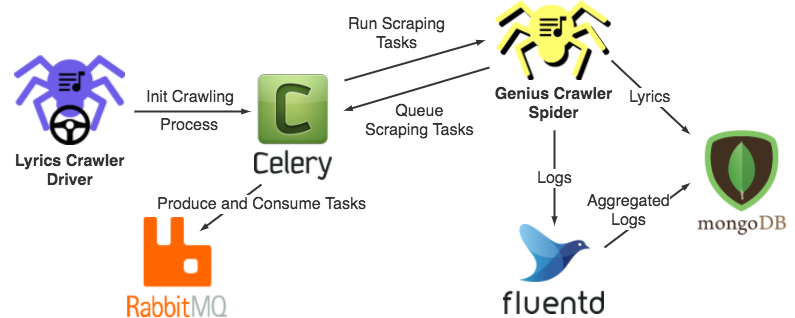 Run Scraping
Tasks
Init Crawling
Process
Lyrics Crawler
Driver
C
Celery
Queue
Scraping Tasks
Genius Crawler
Spider
Lyrics
Produce and Consume Tasks
RabbitMQ
Logs
fluentd
Aggregated
Logs
mongoDB